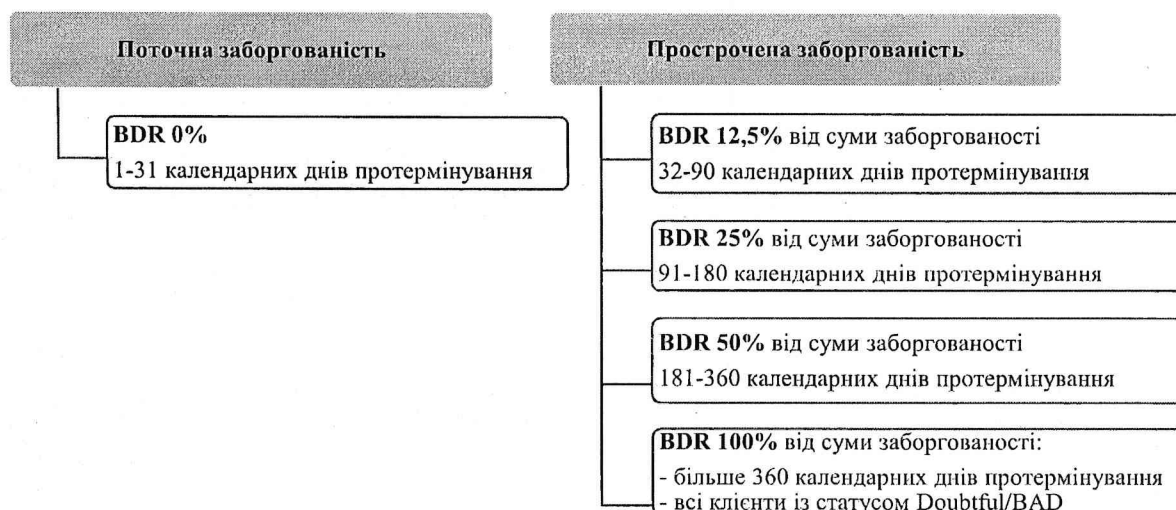 Поточна заборгованість
BDR 0%
1-31 календарних днів протермінування
Прострочена заборгованість
BDR 12,5% від суми заборгованості
32-90 календарних днів протермінування
BDR 25% від суми заборгованості
91-180 календарних днів протермінування
BDR 50% від суми заборгованості
181-360 календарних днів протермінування
BDR 100% від суми заборгованості:
- більше 360 календарних днів протермінування
- всі клієнти із статусом Doubtful/BAD